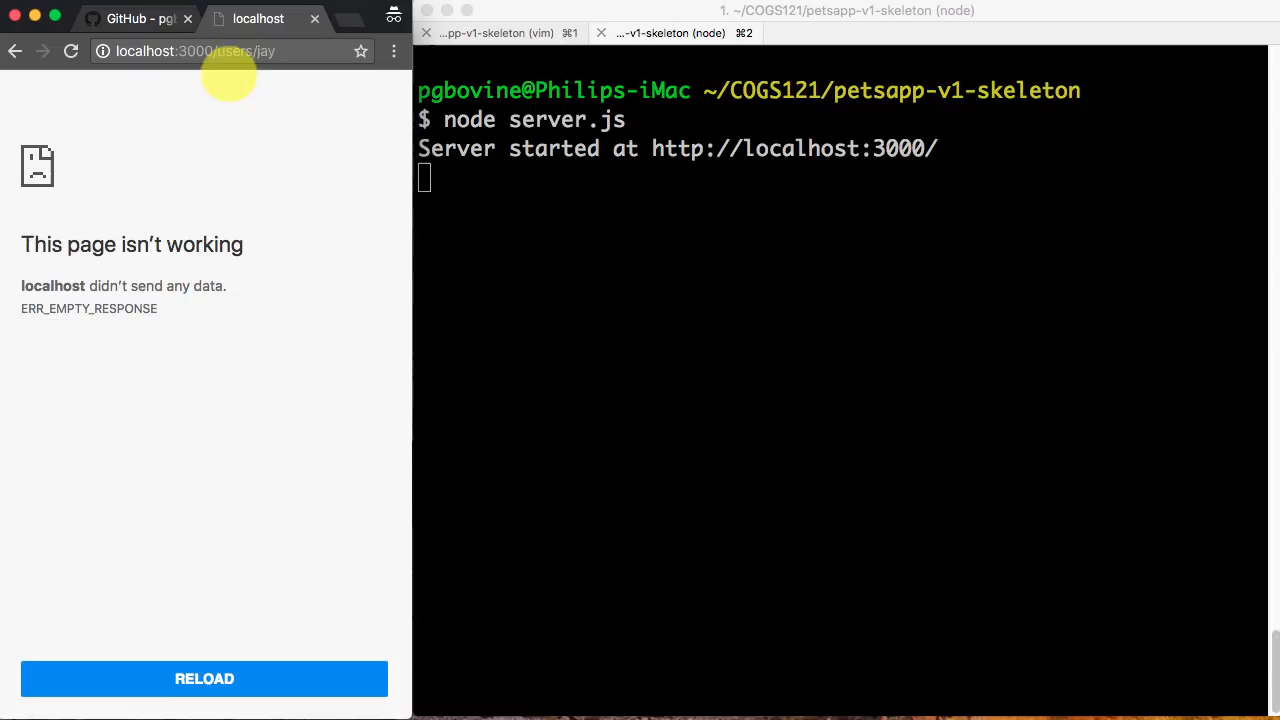 GitHub - pgb
localhost
localhost:3000/users/jay
This page isn't working
localhost didn't send any data.
ERR_EMPTY_RESPONSE
RELOAD
1. ~/COGS121/petsapp-v1-skeleton (node)
...pp-v1-skeleton (vim) ⌘1
...-v1-skeleton (node) ⌘2
pgbovine@Philips-iMac ~/COGS121/petsapp-v1-skeleton
$ node server.js
Server started at http://localhost:3000/